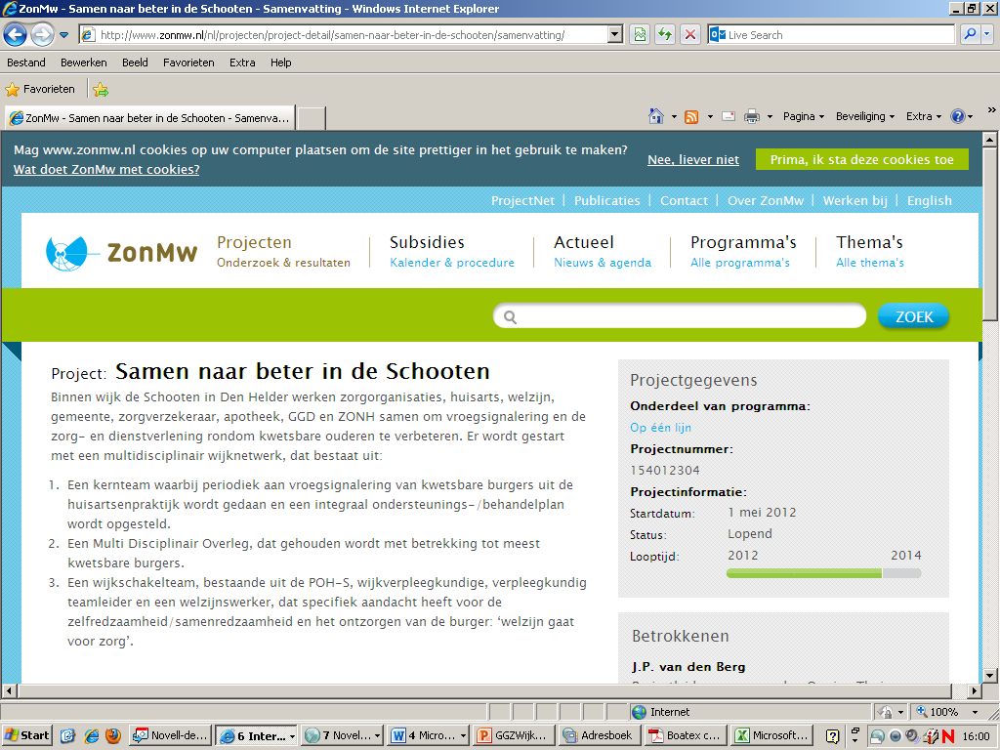 ZonMw - Samen naar beter in de Schooten - Samenvatting - Windows Internet Explorer
http://www.zonmw.nl/nl/projecten/project-detail/samen-naar-beter-in-de-schooten/samenvatting/
Live Search
Bestand Bewerken Beeld Favorieten Extra Help
Favorieten
ZonMw - Samen naar beter in de Schooten - Samenva...
Pagina Beveiliging Extra
Mag www.zonmw.nl cookies op uw computer plaatsen om de site prettiger in het gebruik te maken?
Wat doet ZonMw met cookies?
Nee, liever niet
Prima, ik sta deze cookies toe
ProjectNet | Publicaties | Contact | Over ZonMw | Werken bij | English
ZonMw
Projecten
Onderzoek & resultaten
Subsidies
Kalender & procedure
Actueel
Nieuws & agenda
Programma's
Alle programma's
Thema's
Alle thema's
ZOEK
Project: Samen naar beter in de Schooten
Binnen wijk de Schooten in Den Helder werken zorgorganisaties, huisarts, welzijn,
gemeente, zorgverzekeraar, apotheek, GGD en ZONH samen om vroegsignalering en de
zorg- en dienstverlening rondom kwetsbare ouderen te verbeteren. Er wordt gestart
met een multidisciplinair wijknetwerk, dat bestaat uit:
1. Een kernteam waarbij periodiek aan vroegsignalering van kwetsbare burgers uit de
huisartsenpraktijk wordt gedaan en een integraal ondersteunings-/behandelplan
wordt opgesteld.
2. Een Multi Disciplinair Overleg, dat gehouden wordt met betrekking tot meest
kwetsbare burgers.
3. Een wijkschakelteam, bestaande uit de POH-S, wijkverpleegkundige, verpleegkundig
teamleider en een welzijnswerker, dat specifiek aandacht heeft voor de
zelfredzaamheid/samenredzaamheid en het ontzorgen van de burger: ‘welzijn gaat
voor zorg’.
Projectgegevens
Onderdeel van programma:
Op één lijn
Projectnummer:
154012304
Projectinformatie:
Startdatum: 1 mei 2012
Status: Lopend
Looptijd: 2012 2014
Betrokkenen
J.P. van den Berg
Internet
100%
Start
Novell-de...
6 Inter...
7 Novel...
4 Micro...
GGZWijk...
Adresboek
Boatex c...
Microsoft...
16:00